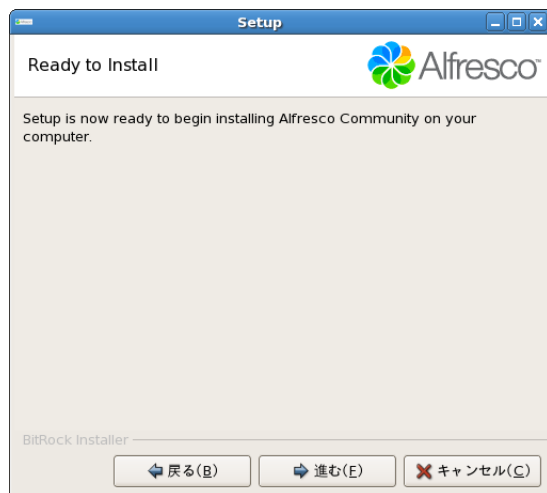 Setup
Ready to Install
Alfresco™
Setup is now ready to begin installing Alfresco Community on your
computer.
BitRock Installer
戻る(B)
進む(F)
キャンセル(C)